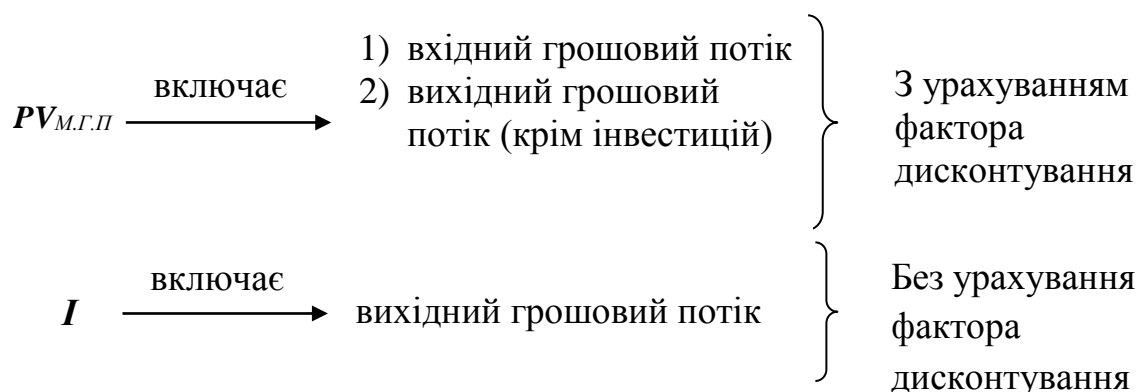 PVМ.Г.П
включає
1) вхідний грошовий потік
2) вихідний грошовий
потік (крім інвестицій)
З урахуванням
фактора
дисконтування
I
включає
вихідний грошовий потік
Без урахування
фактора
дисконтування